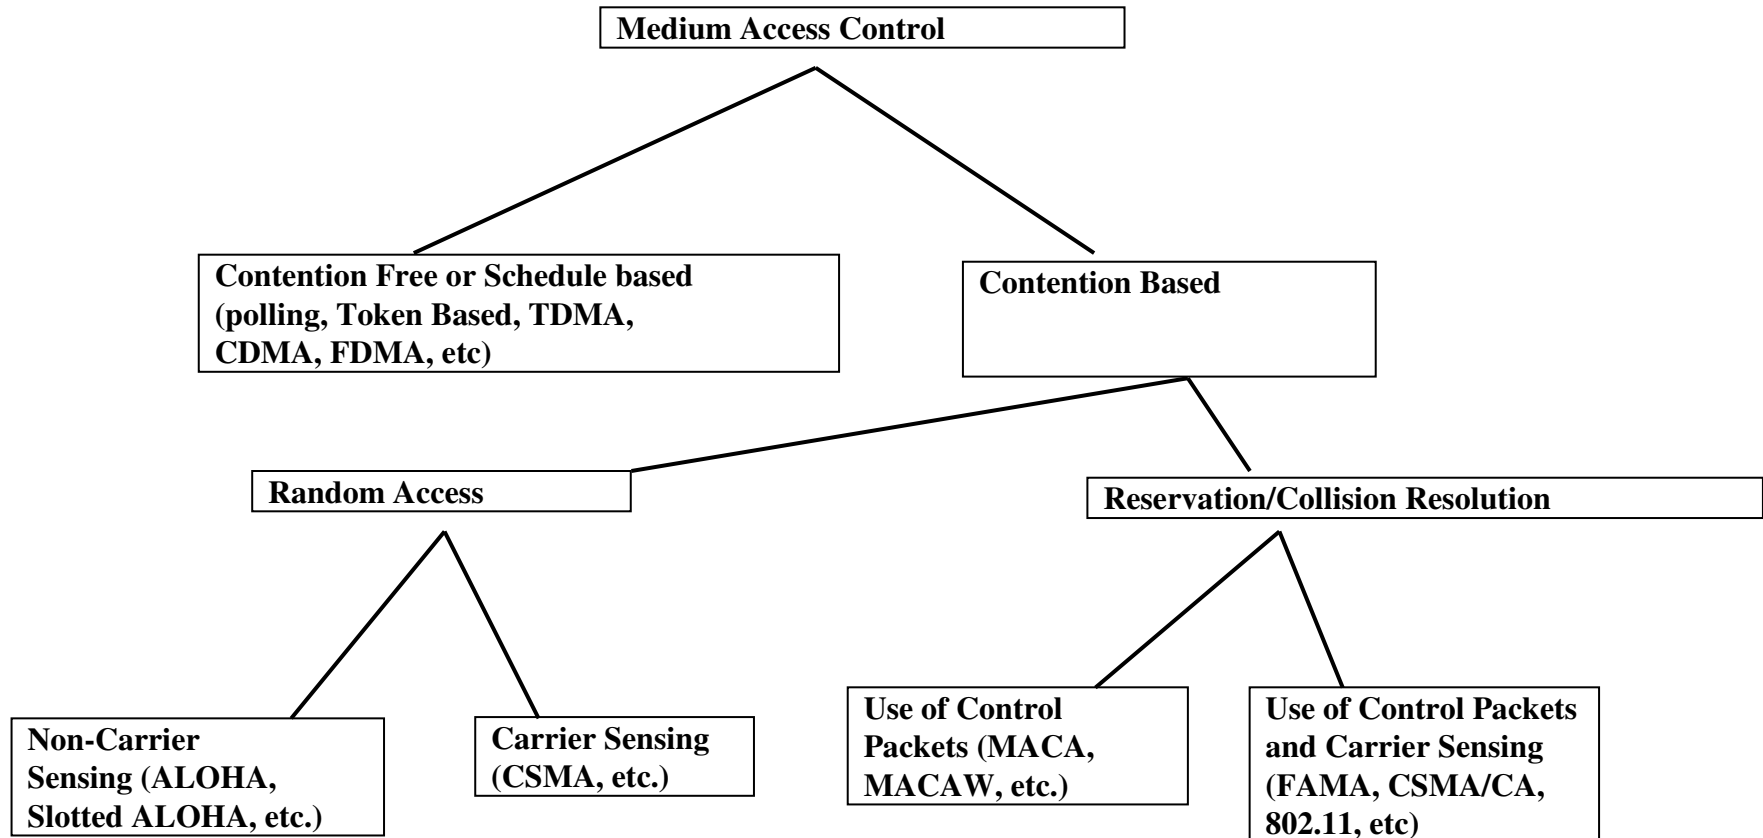 Medium Access Control
Contention Free or Schedule based
(polling, Token Based, TDMA,
CDMA, FDMA, etc)
Contention Based
Random Access
Reservation/Collision Resolution
Non-Carrier
Sensing (ALOHA,
Slotted ALOHA, etc.)
Carrier Sensing
(CSMA, etc.)
Use of Control
Packets (MACA,
MACAW, etc.)
Use of Control Packets
and Carrier Sensing
(FAMA, CSMA/CA,
802.11, etc)